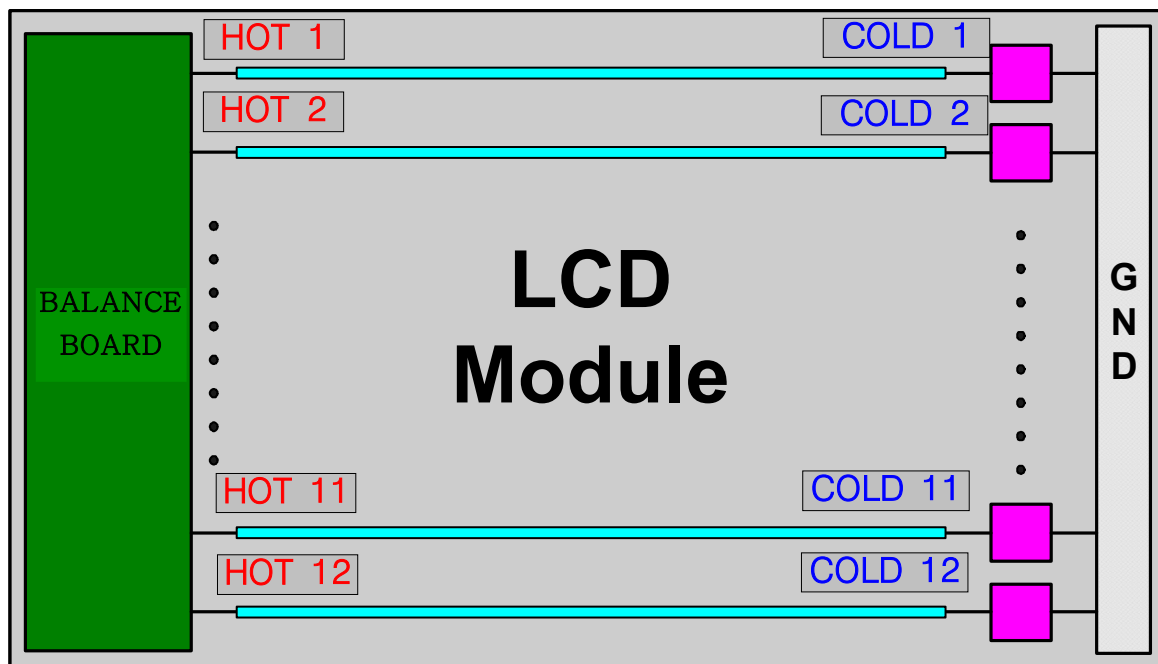 HOT 1
COLD 1
HOT 2
COLD 2
LCD
Module
BALANCE
BOARD
G
N
D
HOT 11
COLD 11
HOT 12
COLD 12